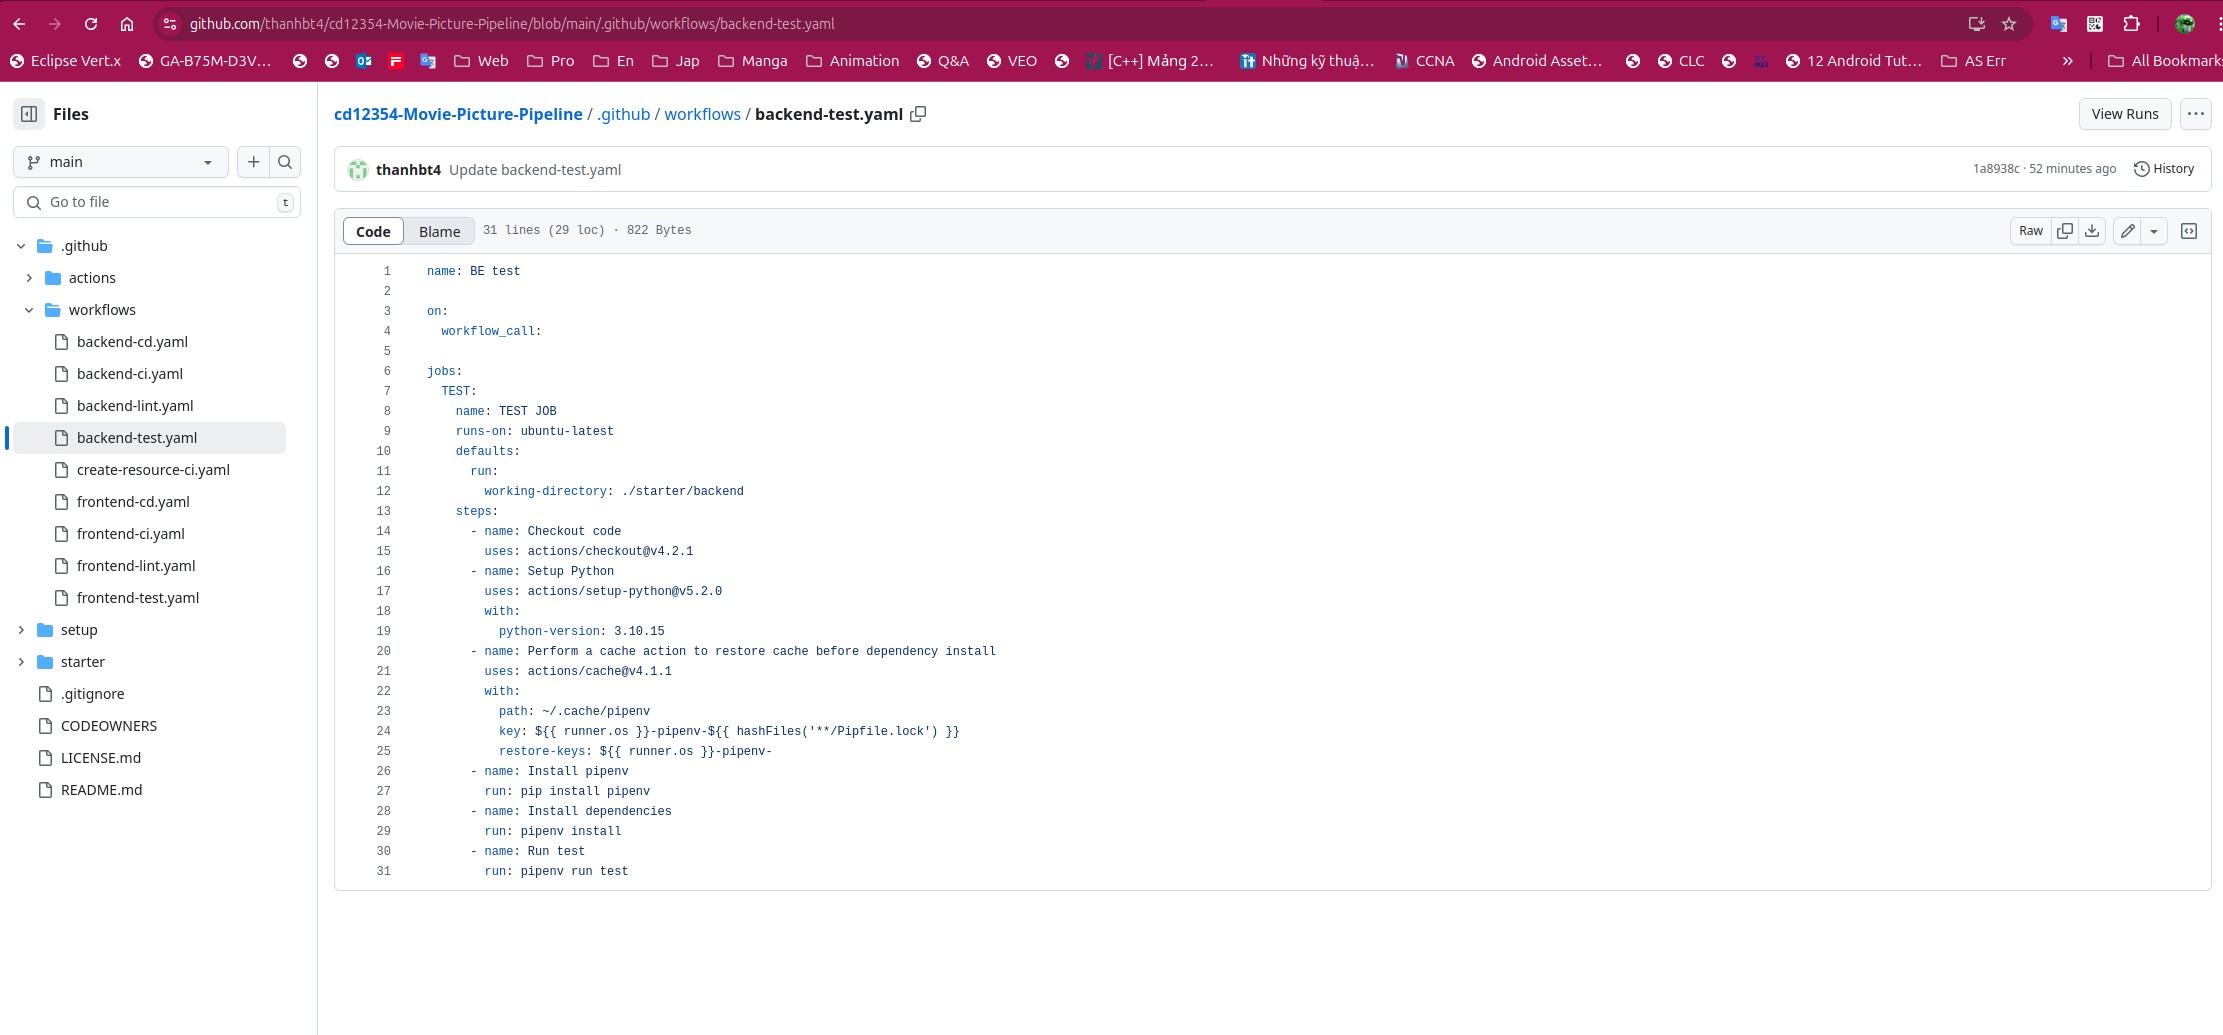 github.com/thanhbt4/cd12354-Movie-Picture-Pipeline/blob/main/.github/workflows/backend-test.yaml
Eclipse Vert.x GA-B75M-D3V... Web Pro En Jap Manga Animation Q&A VEO [C++] Mảng 2... Những kỹ thuậ... CCNA Android Asset... CLC 12 Android Tut... AS Err » All Bookmarks
Files
cd12354-Movie-Picture-Pipeline / .github / workflows / backend-test.yaml
View Runs
main
thanhbt4 Update backend-test.yaml
1a8938c · 52 minutes ago History
Go to file t
Code Blame 31 lines (29 loc) · 822 Bytes
Raw
.github
actions
workflows
backend-cd.yaml
backend-ci.yaml
backend-lint.yaml
backend-test.yaml
create-resource-ci.yaml
frontend-cd.yaml
frontend-ci.yaml
frontend-lint.yaml
frontend-test.yaml
setup
starter
.gitignore
CODEOWNERS
LICENSE.md
README.md
1 name: BE test
2
3 on:
4   workflow_call:
5
6 jobs:
7   TEST:
8     name: TEST JOB
9     runs-on: ubuntu-latest
10     defaults:
11       run:
12         working-directory: ./starter/backend
13     steps:
14       - name: Checkout code
15         uses: actions/checkout@v4.2.1
16       - name: Setup Python
17         uses: actions/setup-python@v5.2.0
18         with:
19           python-version: 3.10.15
20       - name: Perform a cache action to restore cache before dependency install
21         uses: actions/cache@v4.1.1
22         with:
23           path: ~/.cache/pipenv
24           key: ${{ runner.os }}-pipenv-${{ hashFiles('**/Pipfile.lock') }}
25           restore-keys: ${{ runner.os }}-pipenv-
26       - name: Install pipenv
27         run: pip install pipenv
28       - name: Install dependencies
29         run: pipenv install
30       - name: Run test
31         run: pipenv run test